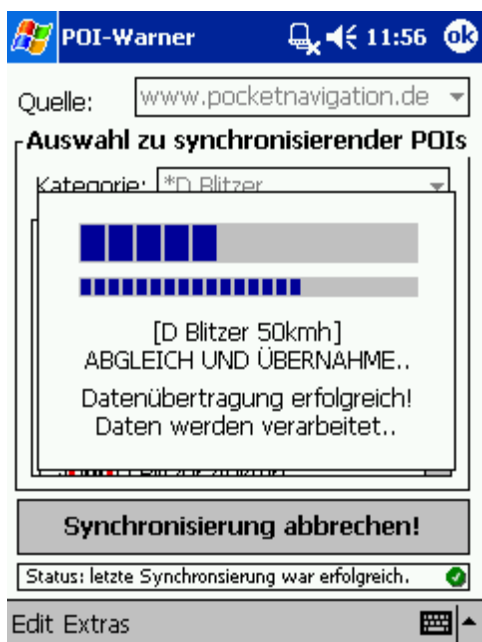 POI-Warner 11:56 ok
Quelle: www.pocketnavigation.de
Auswahl zu synchronisierender POIs
Kategorie: *D Blitzer
[D Blitzer 50kmh]
ABGLEICH UND ÜBERNAHME..
Datenübertragung erfolgreich!
Daten werden verarbeitet..
Synchronisierung abbrechen!
Status: letzte Synchronsierung war erfolgreich.
Edit Extras